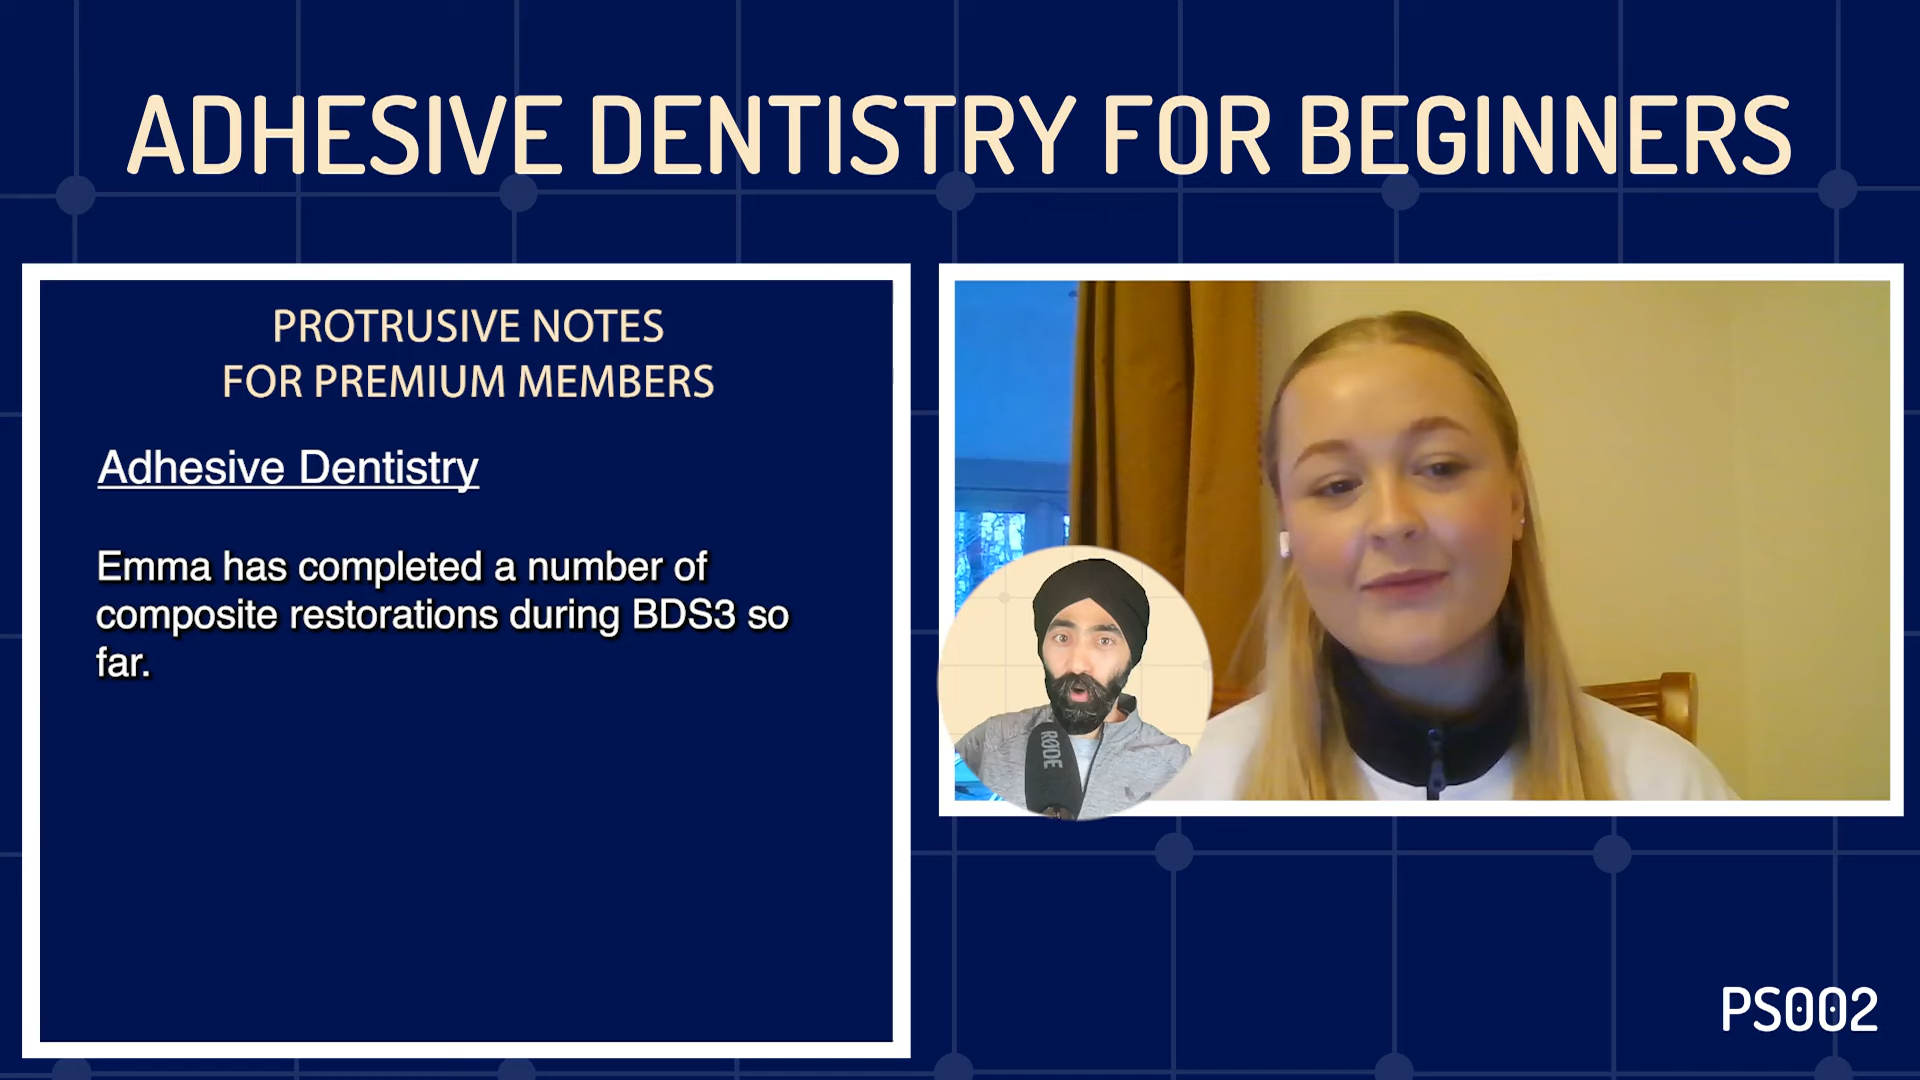 ADHESIVE DENTISTRY FOR BEGINNERS
PROTRUSIVE NOTES
FOR PREMIUM MEMBERS
Adhesive Dentistry
Emma has completed a number of
composite restorations during BDS3 so
far.
RØDE
PS002